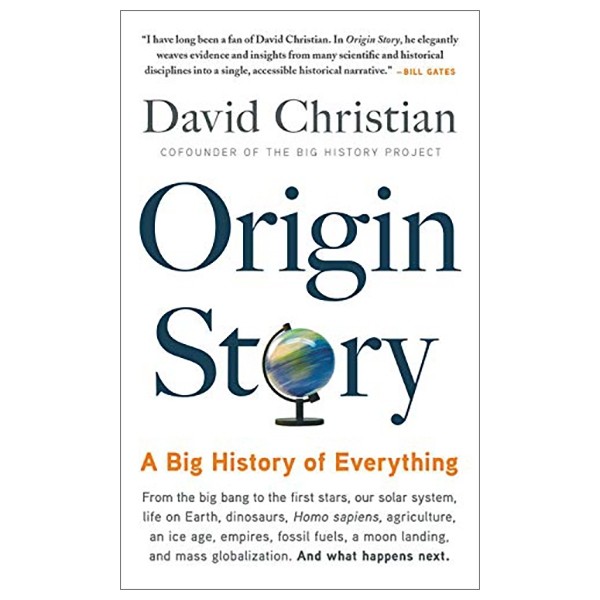 “I have long been a fan of David Christian. In Origin Story, he elegantly
weaves evidence and insights from many scientific and historical
disciplines into a single, accessible historical narrative.” —BILL GATES
David Christian
COFOUNDER OF THE BIG HISTORY PROJECT
Origin
Story
A Big History of Everything
From the big bang to the first stars, our solar system,
life on Earth, dinosaurs, Homo sapiens, agriculture,
an ice age, empires, fossil fuels, a moon landing,
and mass globalization. And what happens next.